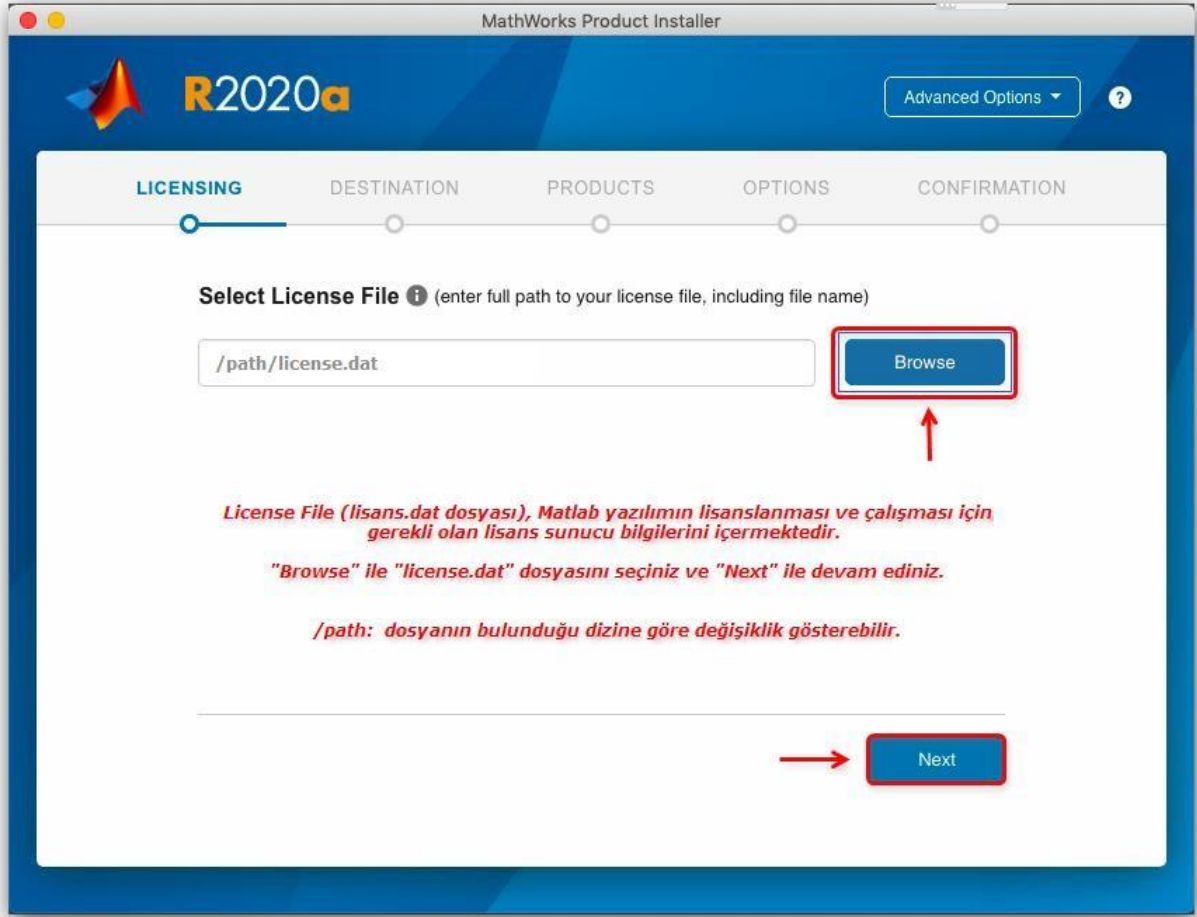 MathWorks Product Installer
R2020a
Advanced Options
?
LICENSING
DESTINATION
PRODUCTS
OPTIONS
CONFIRMATION
Select License File i (enter full path to your license file, including file name)
/path/license.dat
Browse
License File (lisans.dat dosyası), Matlab yazılımın lisanslanması ve çalışması için
gerekli olan lisans sunucu bilgilerini içermektedir.
"Browse" ile "license.dat" dosyasını seçiniz ve "Next" ile devam ediniz.
/path: dosyanın bulunduğu dizine göre değişiklik gösterebilir.
Next